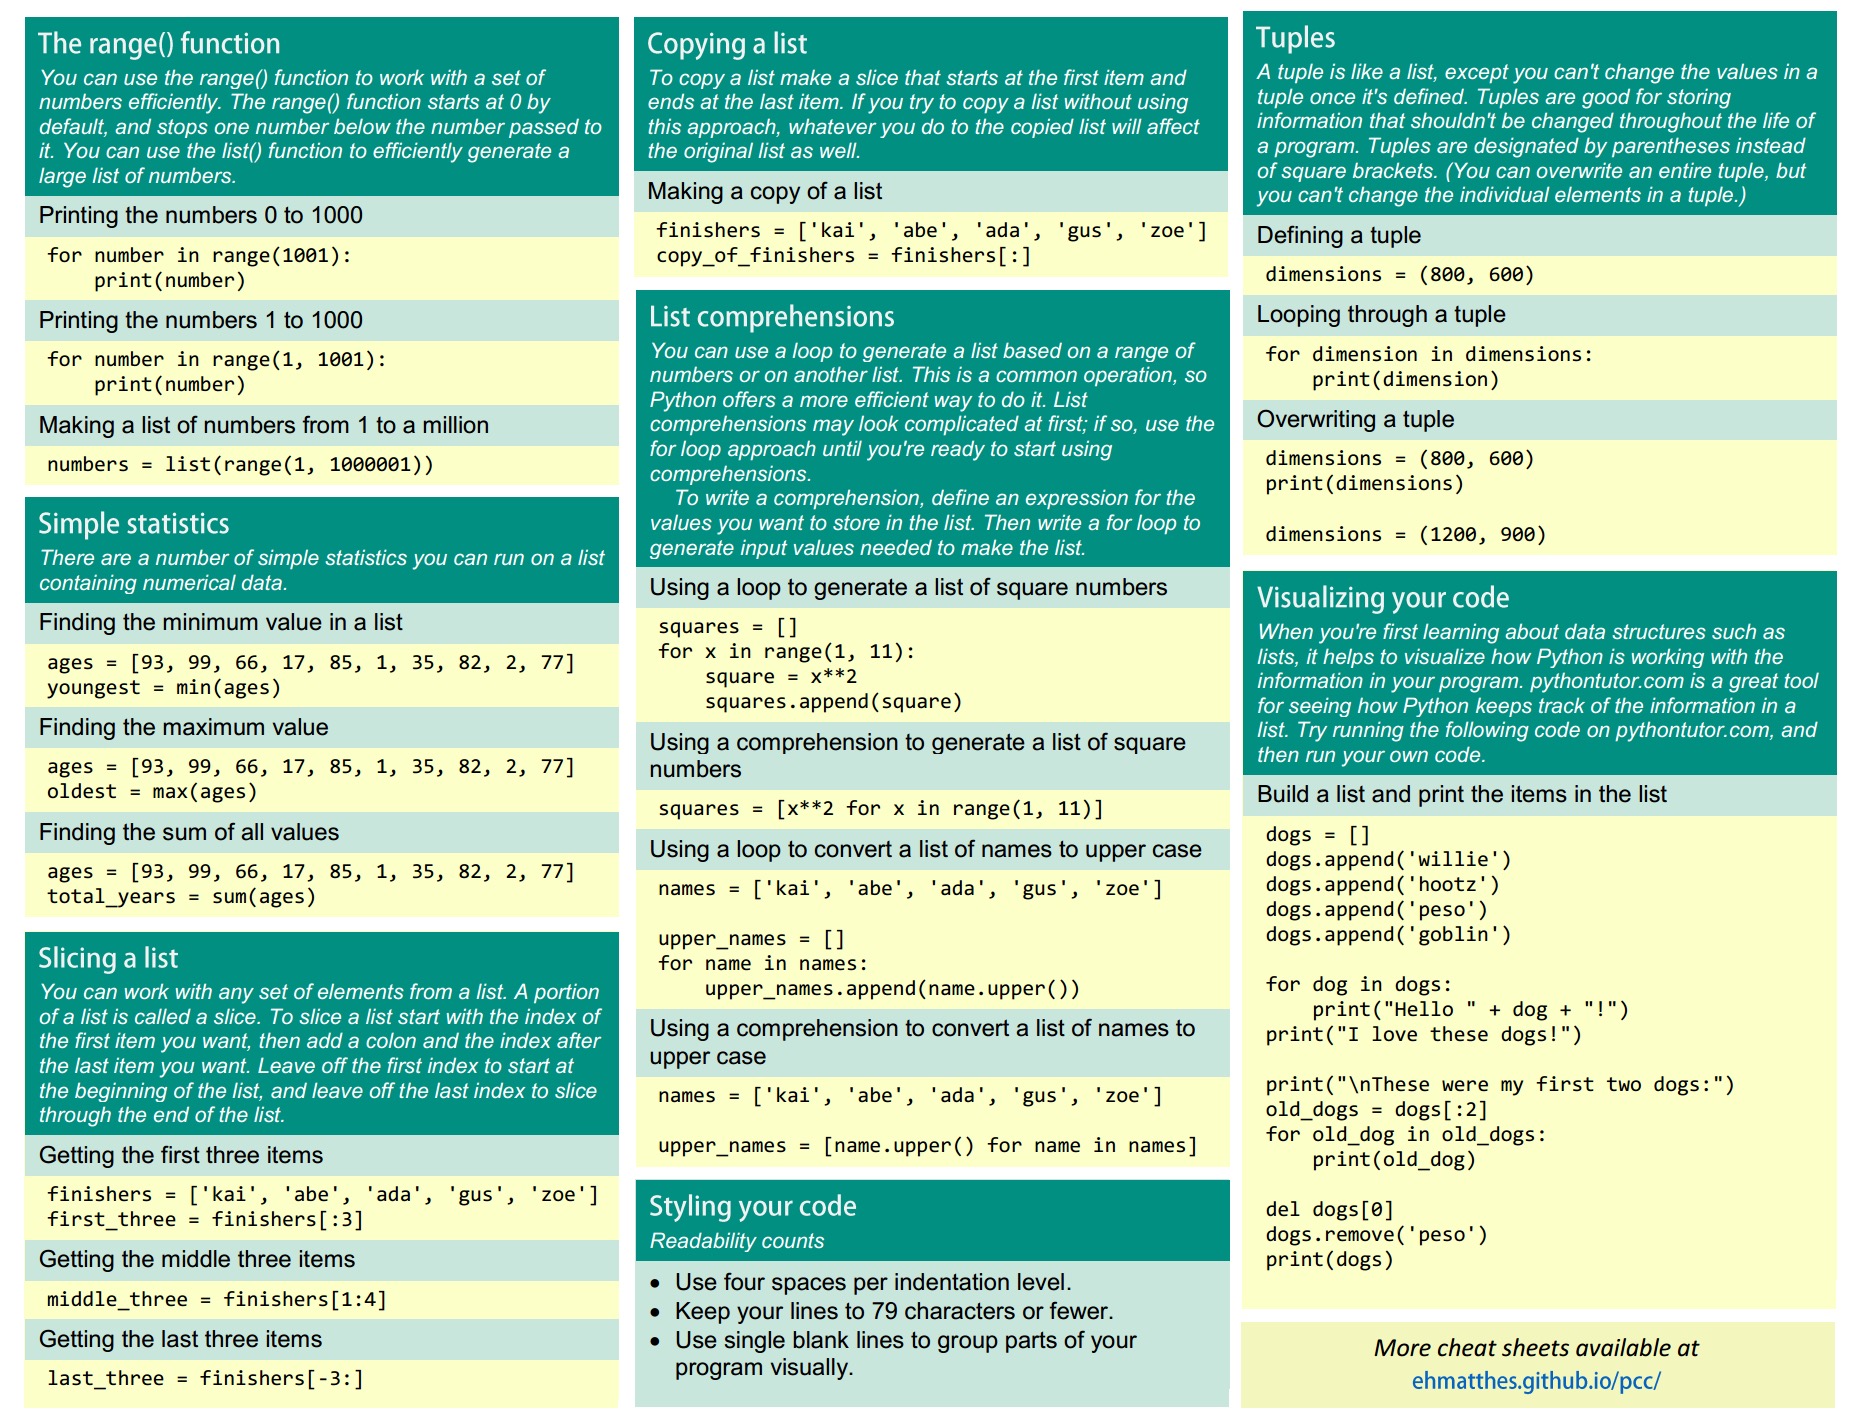 The range() function
You can use the range() function to work with a set of
numbers efficiently. The range() function starts at 0 by
default, and stops one number below the number passed to
it. You can use the list() function to efficiently generate a
large list of numbers.
Printing the numbers 0 to 1000
for number in range(1001):
    print(number)
Printing the numbers 1 to 1000
for number in range(1, 1001):
    print(number)
Making a list of numbers from 1 to a million
numbers = list(range(1, 1000001))
Simple statistics
There are a number of simple statistics you can run on a list
containing numerical data.
Finding the minimum value in a list
ages = [93, 99, 66, 17, 85, 1, 35, 82, 2, 77]
youngest = min(ages)
Finding the maximum value
ages = [93, 99, 66, 17, 85, 1, 35, 82, 2, 77]
oldest = max(ages)
Finding the sum of all values
ages = [93, 99, 66, 17, 85, 1, 35, 82, 2, 77]
total_years = sum(ages)
Slicing a list
You can work with any set of elements from a list. A portion
of a list is called a slice. To slice a list start with the index of
the first item you want, then add a colon and the index after
the last item you want. Leave off the first index to start at
the beginning of the list, and leave off the last index to slice
through the end of the list.
Getting the first three items
finishers = ['kai', 'abe', 'ada', 'gus', 'zoe']
first_three = finishers[:3]
Getting the middle three items
middle_three = finishers[1:4]
Getting the last three items
last_three = finishers[-3:]
Copying a list
To copy a list make a slice that starts at the first item and
ends at the last item. If you try to copy a list without using
this approach, whatever you do to the copied list will affect
the original list as well.
Making a copy of a list
finishers = ['kai', 'abe', 'ada', 'gus', 'zoe']
copy_of_finishers = finishers[:]
List comprehensions
You can use a loop to generate a list based on a range of
numbers or on another list. This is a common operation, so
Python offers a more efficient way to do it. List
comprehensions may look complicated at first; if so, use the
for loop approach until you're ready to start using
comprehensions.
To write a comprehension, define an expression for the
values you want to store in the list. Then write a for loop to
generate input values needed to make the list.
Using a loop to generate a list of square numbers
squares = []
for x in range(1, 11):
    square = x**2
    squares.append(square)
Using a comprehension to generate a list of square
numbers
squares = [x**2 for x in range(1, 11)]
Using a loop to convert a list of names to upper case
names = ['kai', 'abe', 'ada', 'gus', 'zoe']
upper_names = []
for name in names:
    upper_names.append(name.upper())
Using a comprehension to convert a list of names to
upper case
names = ['kai', 'abe', 'ada', 'gus', 'zoe']
upper_names = [name.upper() for name in names]
Styling your code
Readability counts
• Use four spaces per indentation level.
• Keep your lines to 79 characters or fewer.
• Use single blank lines to group parts of your
program visually.
Tuples
A tuple is like a list, except you can't change the values in a
tuple once it's defined. Tuples are good for storing
information that shouldn't be changed throughout the life of
a program. Tuples are designated by parentheses instead
of square brackets. (You can overwrite an entire tuple, but
you can't change the individual elements in a tuple.)
Defining a tuple
dimensions = (800, 600)
Looping through a tuple
for dimension in dimensions:
    print(dimension)
Overwriting a tuple
dimensions = (800, 600)
print(dimensions)
dimensions = (1200, 900)
Visualizing your code
When you're first learning about data structures such as
lists, it helps to visualize how Python is working with the
information in your program. pythontutor.com is a great tool
for seeing how Python keeps track of the information in a
list. Try running the following code on pythontutor.com, and
then run your own code.
Build a list and print the items in the list
dogs = []
dogs.append('willie')
dogs.append('hootz')
dogs.append('peso')
dogs.append('goblin')
for dog in dogs:
    print("Hello " + dog + "!")
print("I love these dogs!")
print("\nThese were my first two dogs:")
old_dogs = dogs[:2]
for old_dog in old_dogs:
    print(old_dog)
del dogs[0]
dogs.remove('peso')
print(dogs)
More cheat sheets available at
ehmatthes.github.io/pcc/